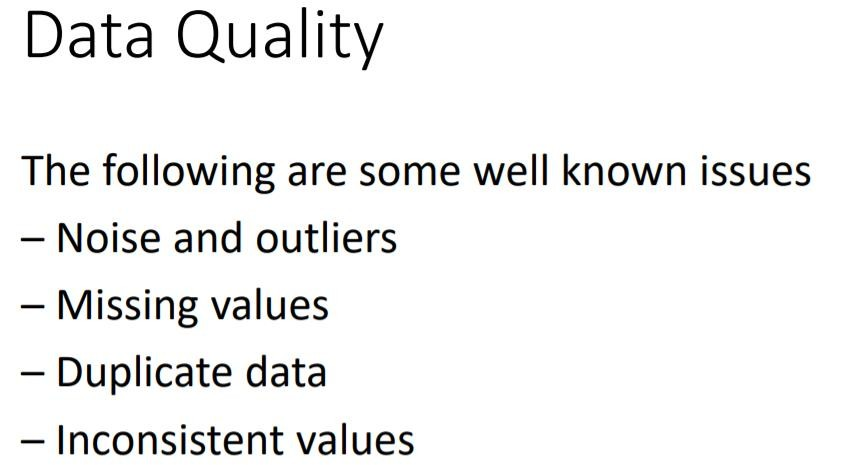 Data Quality
The following are some well known issues
– Noise and outliers
– Missing values
– Duplicate data
– Inconsistent values